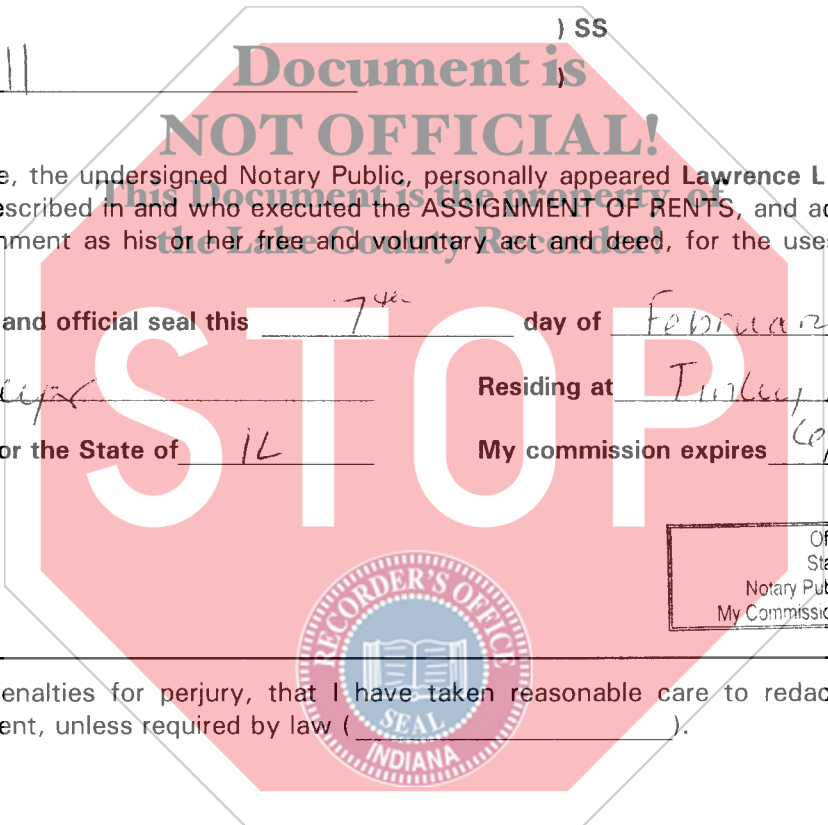 ) SS
ll
)
Document is
NOT OFFICIAL!
This Document is the property of
the Lake County Recorder!
e, the undersigned Notary Public, personally appeared Lawrence L
escribed in and who executed the ASSIGNMENT OF RENTS, and ac
nment as his or her free and voluntary act and deed, for the uses
and official seal this 7th day of Februar
Residing at Tinley
or the State of IL My commission expires
STOP
Of
Sta
Notary Pub
My Commissio
RECORDER'S OFFICE
SEAL
INDIANA
enalties for perjury, that I have taken reasonable care to redac
ent, unless required by law ( ).